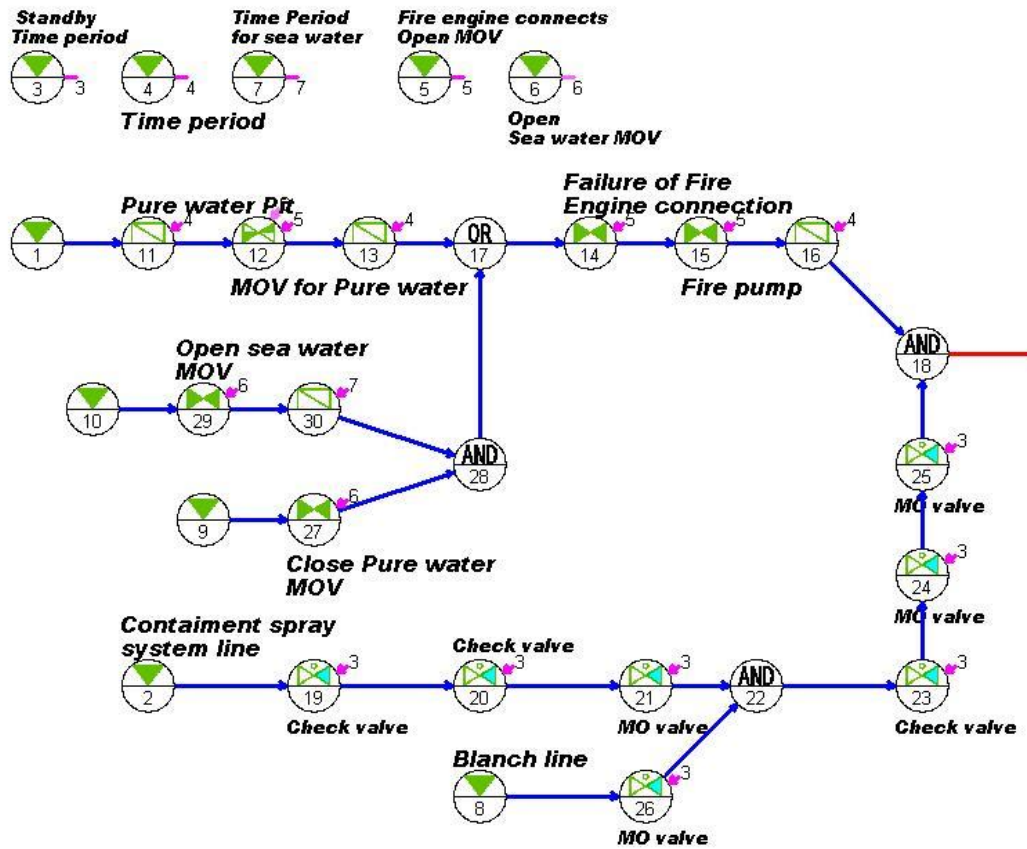 Standby
Time period
Time Period
for sea water
Fire engine connects
Open MOV
3 3
4 4
7 7
5 5
6 6
Time period
Open
Sea water MOV
Pure water Pit
Failure of Fire
Engine connection
1
4
11
5
12
4
13
OR
17
5
14
5
15
4
16
MOV for Pure water
Fire pump
Open sea water
MOV
AND
18
10
6
29
7
30
AND
28
3
25
MO valve
9
6
27
Close Pure water
MOV
3
24
MO valve
Contaiment spray
system line
Check valve
2
3
19
3
20
3
21
AND
22
3
23
Check valve
MO valve
Check valve
Blanch line
8
3
26
MO valve